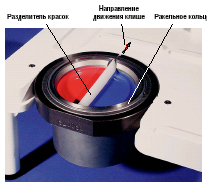 Направление
движения клише
Разделитель красок
Ракельное кольцо